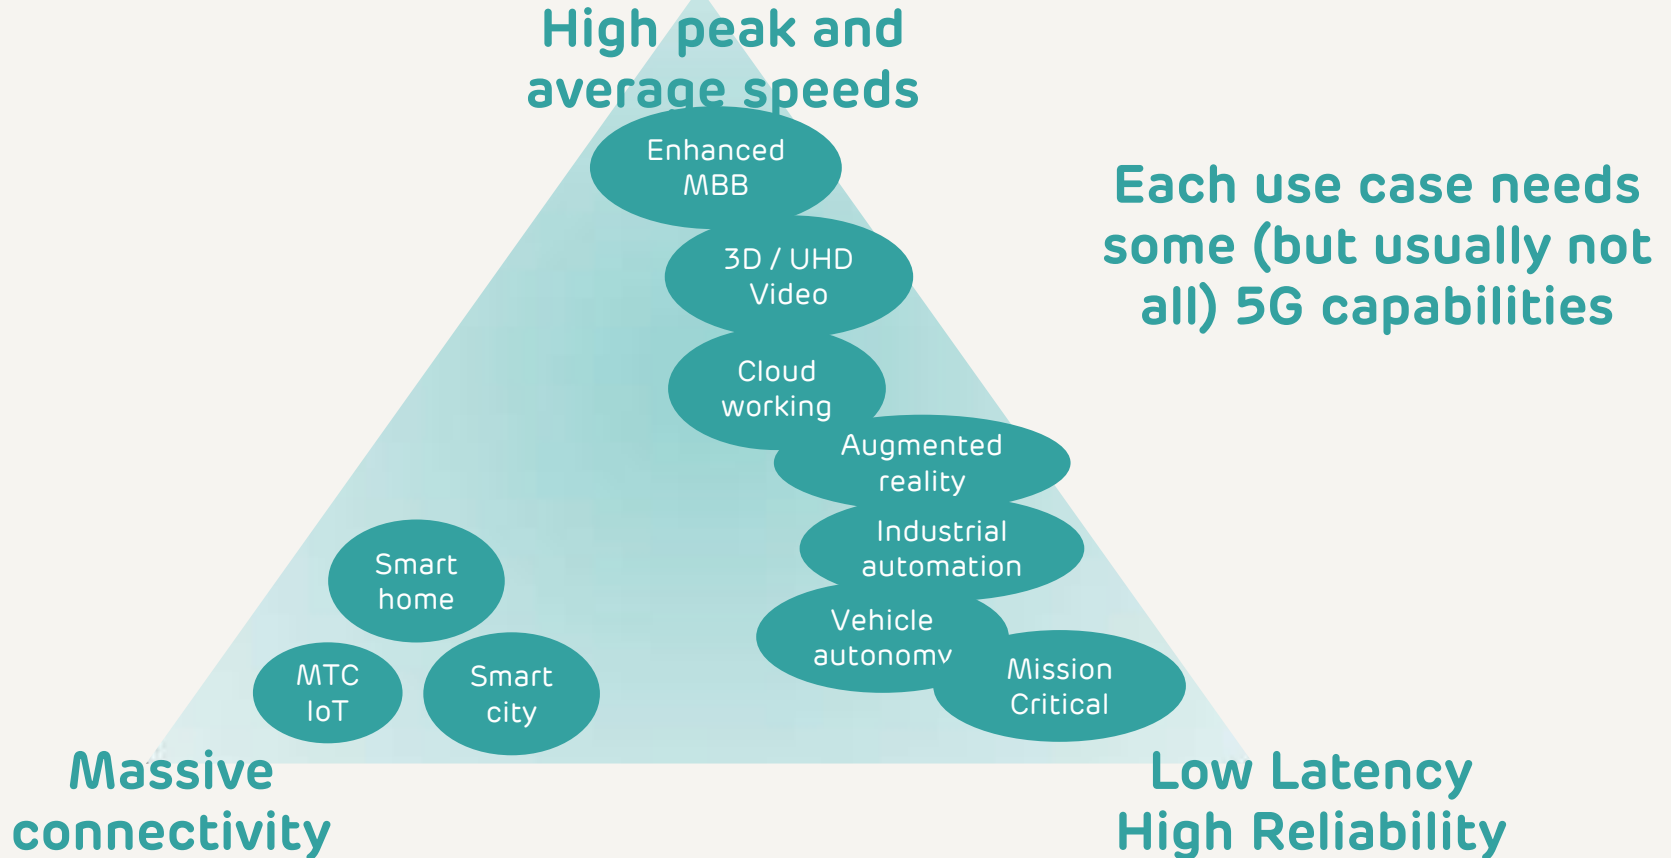 High peak and
average speeds
Enhanced
MBB
3D / UHD
Video
Cloud
working
Augmented
reality
Industrial
automation
Vehicle
autonomy
Mission
Critical
Smart
home
MTC
IoT
Smart
city
Massive
connectivity
Low Latency
High Reliability
Each use case needs
some (but usually not
all) 5G capabilities